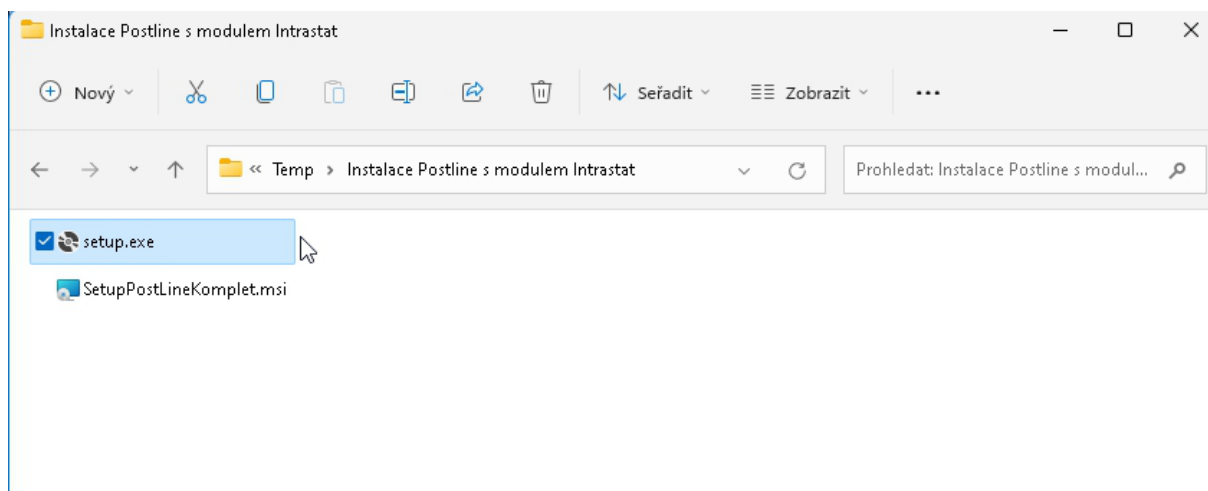 Instalace Postline s modulem Intrastat
Nový Seřadit Zobrazit ...
« Temp > Instalace Postline s modulem Intrastat Prohledat: Instalace Postline s modul...
setup.exe
SetupPostLineKomplet.msi